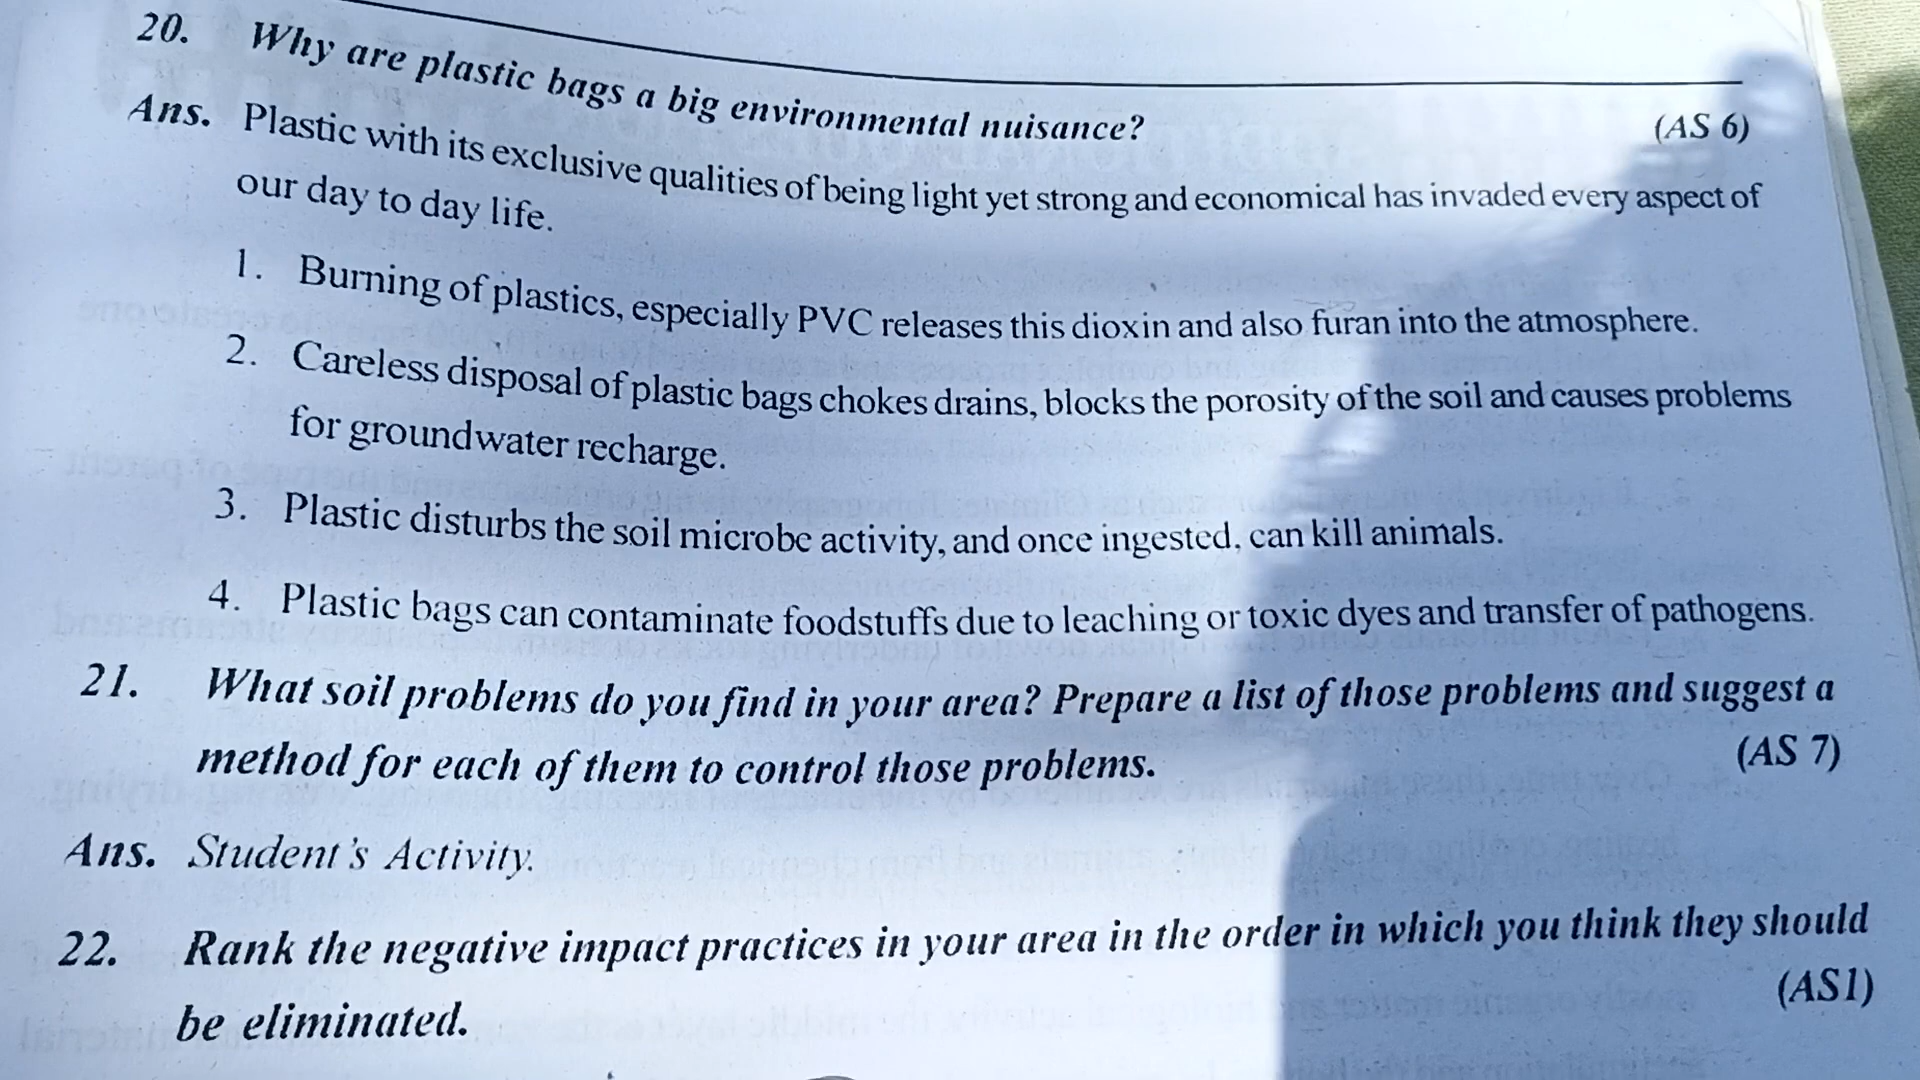 20. Why are plastic bags a big environmental nuisance? (AS 6)
Ans. Plastic with its exclusive qualities of being light yet strong and economical has invaded every aspect of
our day to day life.
1. Burning of plastics, especially PVC releases this dioxin and also furan into the atmosphere.
2. Careless disposal of plastic bags chokes drains, blocks the porosity of the soil and causes problems
for groundwater recharge.
3. Plastic disturbs the soil microbe activity, and once ingested, can kill animals.
4. Plastic bags can contaminate foodstuffs due to leaching or toxic dyes and transfer of pathogens.
21. What soil problems do you find in your area? Prepare a list of those problems and suggest a
method for each of them to control those problems. (AS 7)
Ans. Student's Activity.
22. Rank the negative impact practices in your area in the order in which you think they should
be eliminated. (AS1)